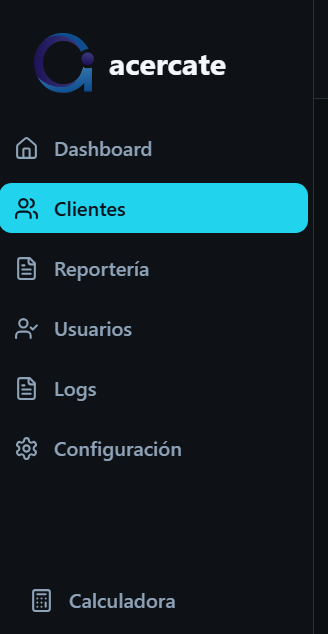 acercate
Dashboard
Clientes
Reportería
Usuarios
Logs
Configuración
Calculadora